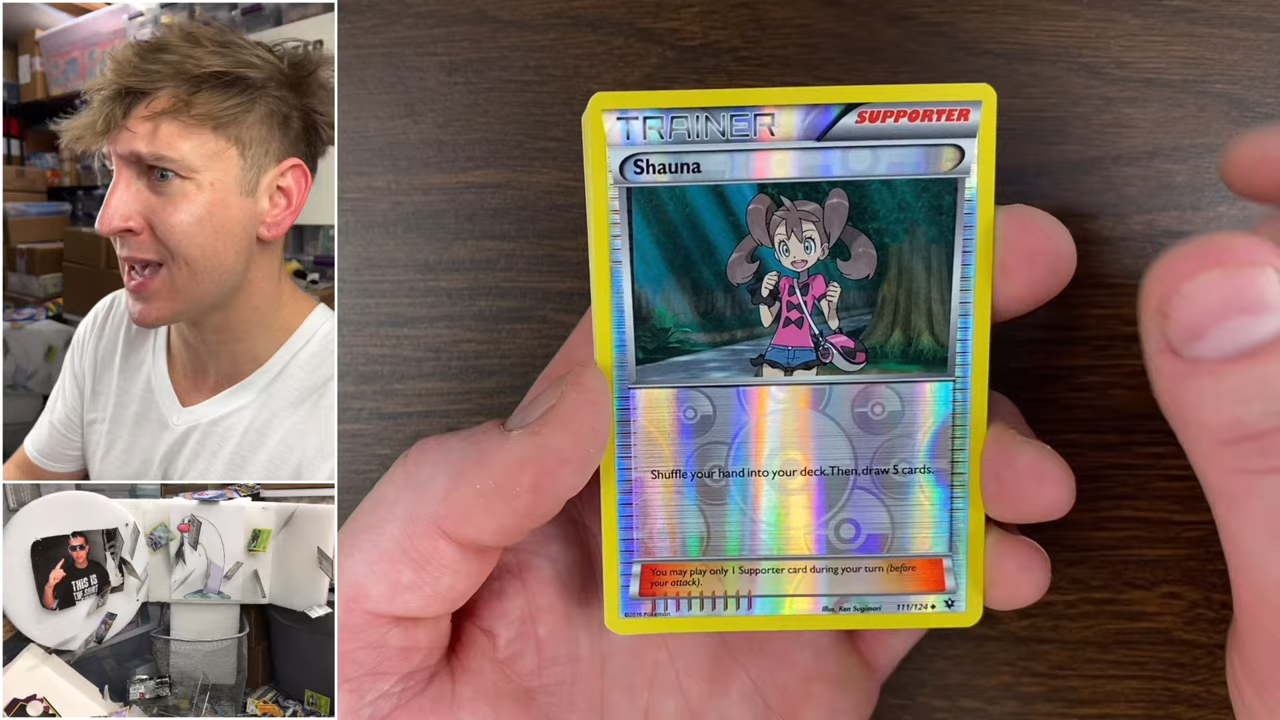 TRAINER
SUPPORTER
Shauna
Shuffle your hand into your deck. Then, draw 5 cards.
You may play only 1 Supporter card during your turn (before
your attack).
©2016 Pokémon
Illus. Ken Sugimori
111/124
THIS IS